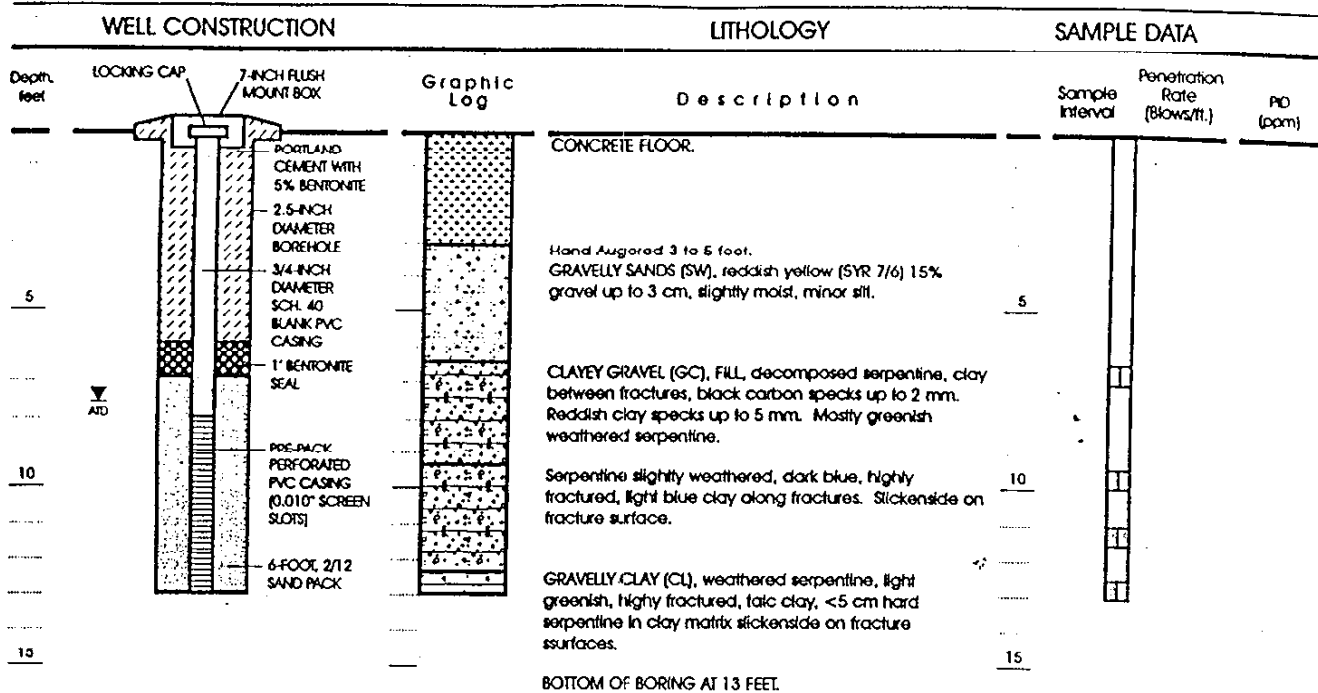 WELL CONSTRUCTION
LITHOLOGY
SAMPLE DATA
Depth, feet
LOCKING CAP
7-INCH FLUSH
MOUNT BOX
Graphic
Log
Description
Sample
Interval
Penetration
Rate
(Blows/ft.)
PID
(ppm)
PORTLAND
CEMENT WITH
5% BENTONITE
2.5-INCH
DIAMETER
BOREHOLE
3/4-INCH
DIAMETER
SCH. 40
BLANK PVC
CASING
1' BENTONITE
SEAL
PRE-PACK
PERFORATED
PVC CASING
(0.010" SCREEN
SLOTS)
6-FOOT, 2/12
SAND PACK
5
ATD
10
15
CONCRETE FLOOR.
Hand Augored 3 to 5 foot.
GRAVELLY SANDS (SW), reddish yellow (5YR 7/6) 15%
gravel up to 3 cm, slightly moist, minor silt.
CLAYEY GRAVEL (GC), FILL, decomposed serpentine, clay
between fractures, black carbon specks up to 2 mm.
Reddish clay specks up to 5 mm. Mostly greenish
weathered serpentine.
Serpentine slightly weathered, dark blue, highly
fractured, light blue clay along fractures. Slickenside on
fracture surface.
GRAVELLY CLAY (CL), weathered serpentine, light
greenish, highy fractured, talc clay, <5 cm hard
serpentine in clay matrix slickenside on fracture
ssurfaces.
BOTTOM OF BORING AT 13 FEET.
5
10
15